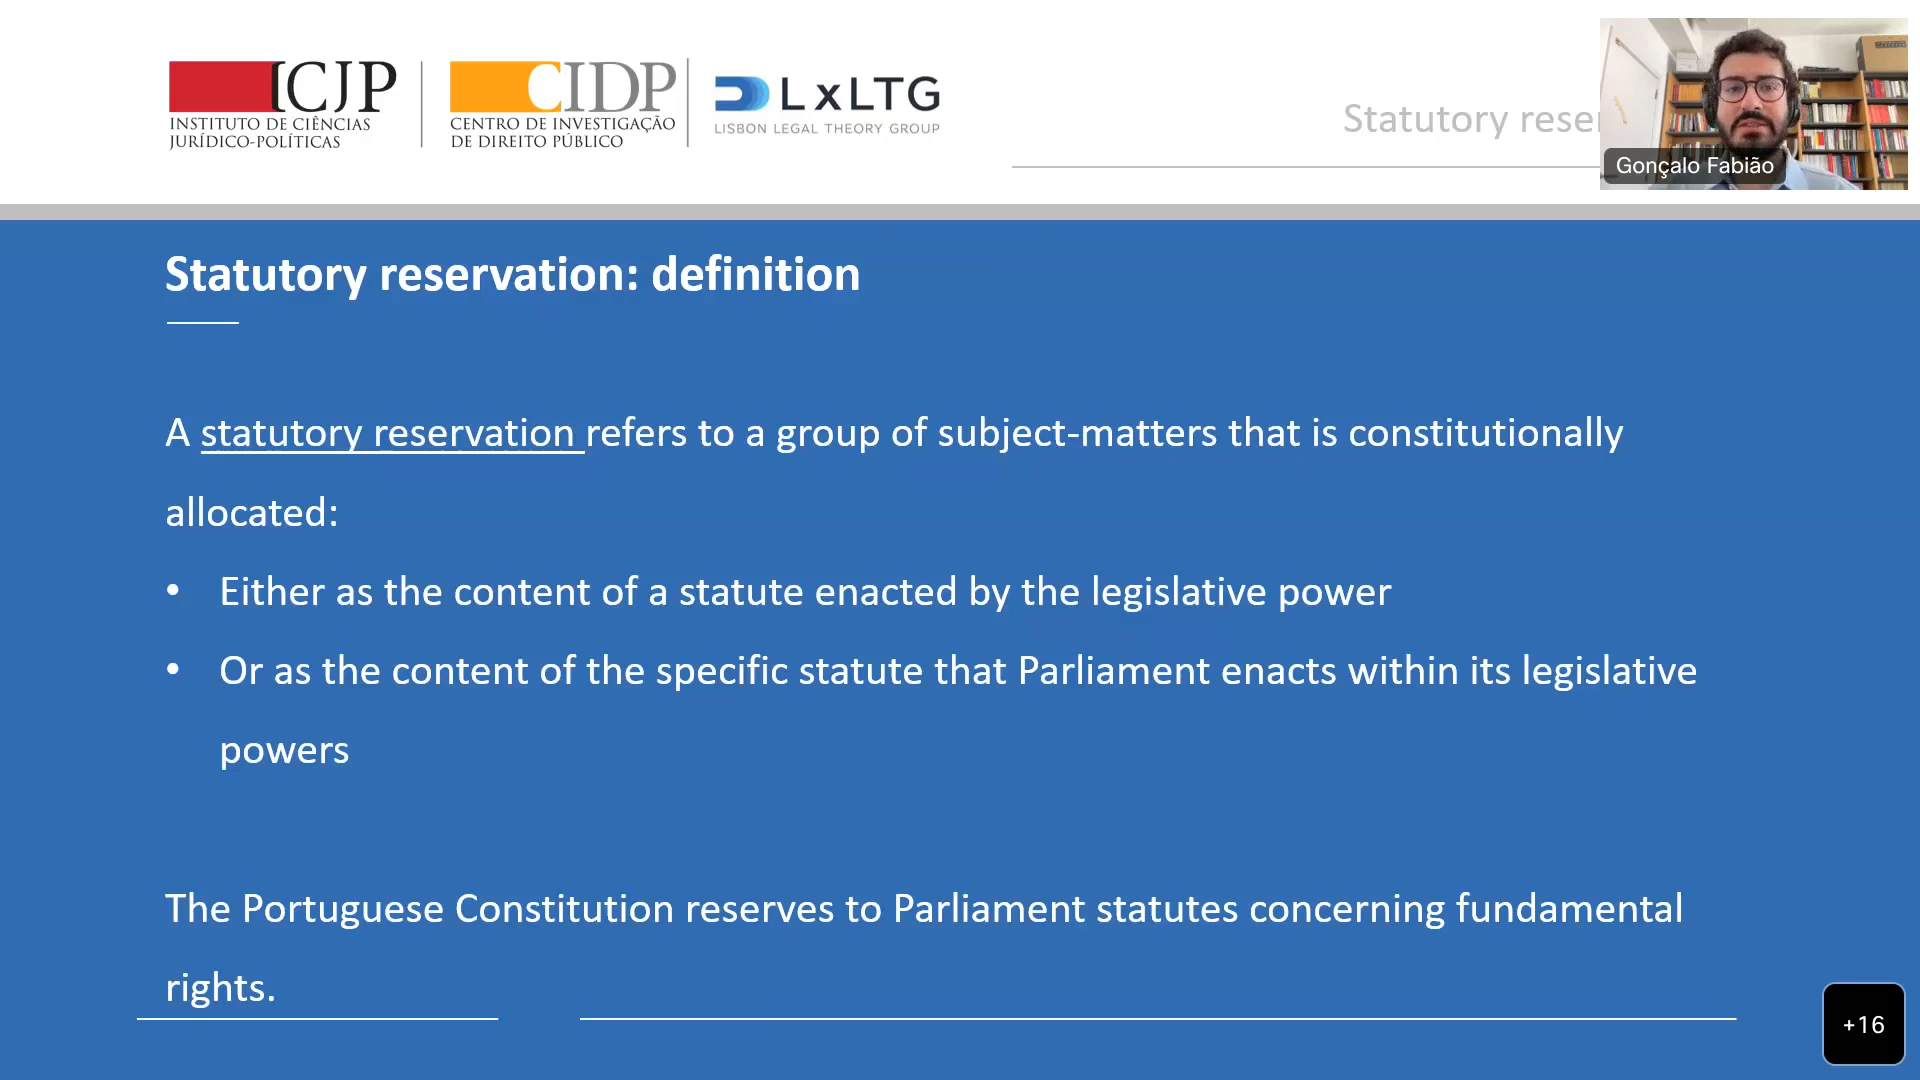 ICJP
INSTITUTO DE CIÊNCIAS
JURÍDICO-POLÍTICAS
CIDP
CENTRO DE INVESTIGAÇÃO
DE DIREITO PÚBLICO
LxLTG
LISBON LEGAL THEORY GROUP
Statutory
Gonçalo Fabião
Statutory reservation: definition
A statutory reservation refers to a group of subject-matters that is constitutionally
allocated:
• Either as the content of a statute enacted by the legislative power
• Or as the content of the specific statute that Parliament enacts within its legislative
powers
The Portuguese Constitution reserves to Parliament statutes concerning fundamental
rights.
+16